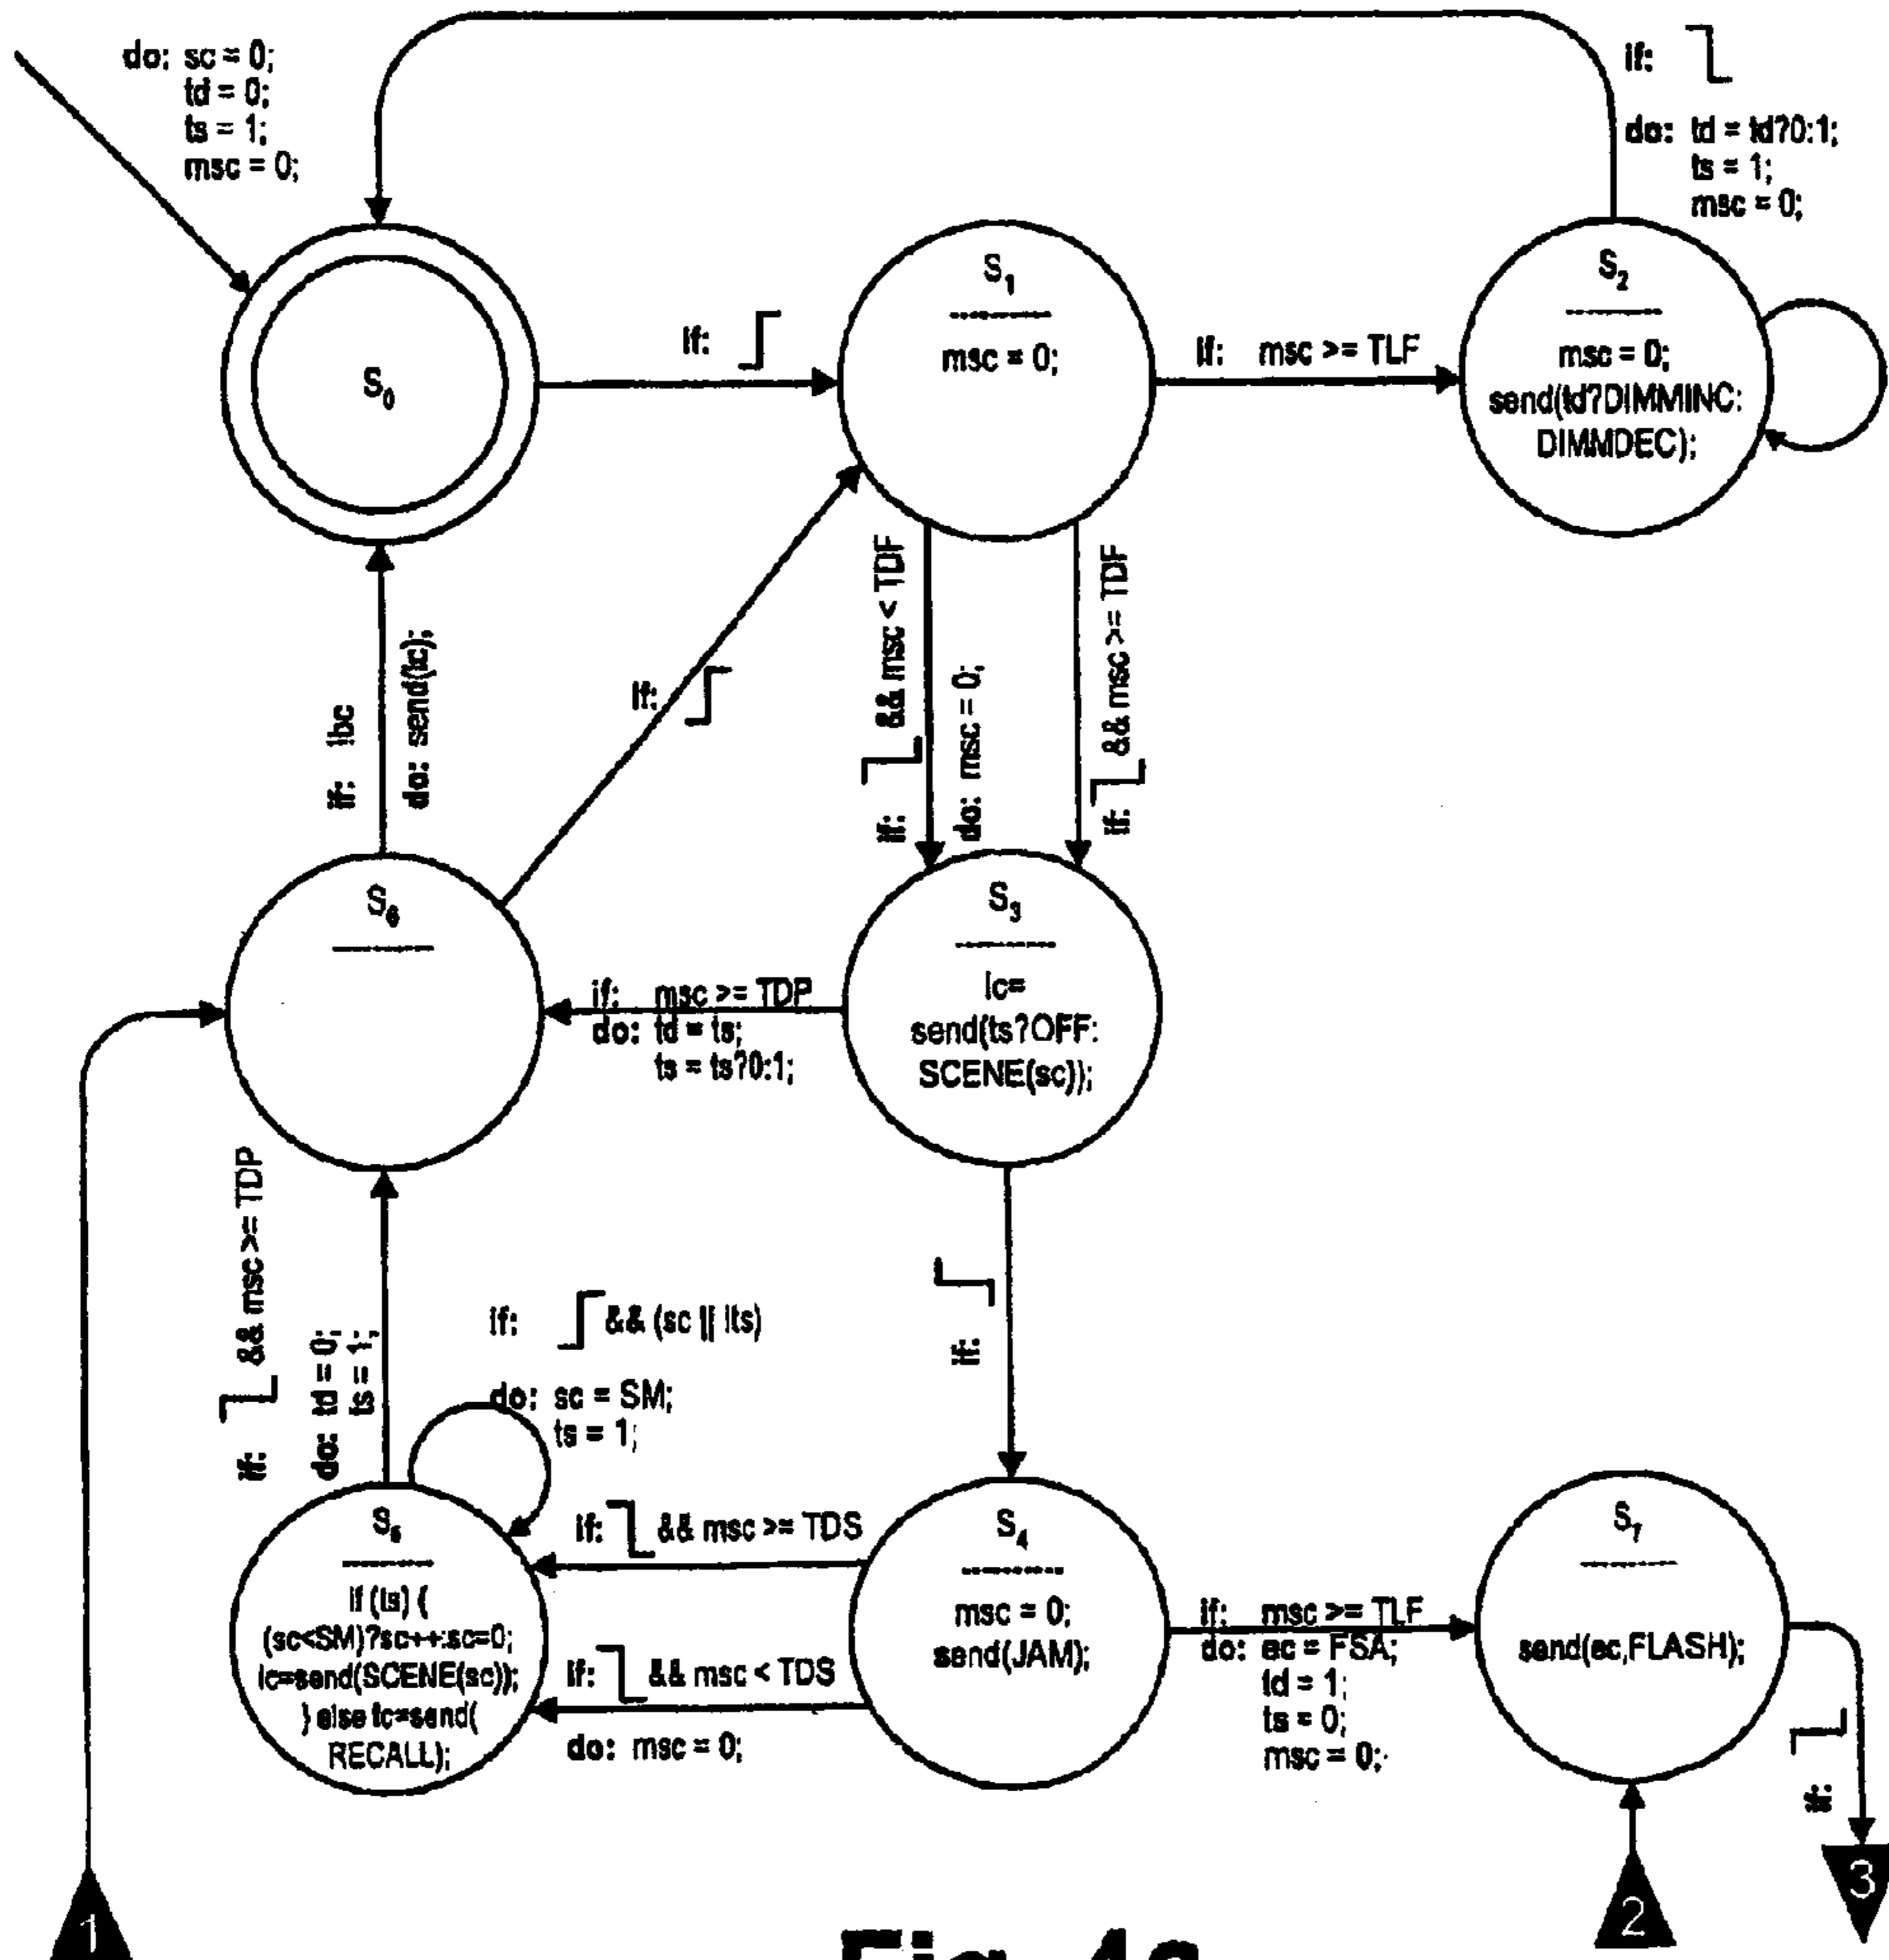 do: sc = 0;
td = 0;
ts = 1;
msc = 0;
if:
do: td = td?0:1;
ts = 1;
msc = 0;
S0
if:
S1
msc = 0;
if: msc >= TLF
S2
msc = 0;
send(td?DIMMINC:
DIMMDEC);
if: !bc
do: send(lc);
if:
if: && msc < TDF
do: msc = 0;
if: && msc >= TDF
S6
if: msc >= TDP
do: td = ts;
ts = ts?0:1;
S3
lc=
send(ts?OFF:
SCENE(sc));
if: && msc >= TDP
do: td = 0;
ts = 1;
if: && (sc || !ts)
do: sc = SM;
ts = 1;
if:
S5
if (ts) {
(sc<SM)?sc++:sc=0;
lc=send(SCENE(sc));
} else lc=send(
RECALL);
if: && msc >= TDS
if: && msc < TDS
do: msc = 0;
S4
msc = 0;
send(JAM);
if: msc >= TLF
do: ec = FSA;
td = 1;
ts = 0;
msc = 0;
S7
send(ec,FLASH);
if:
1
2
3